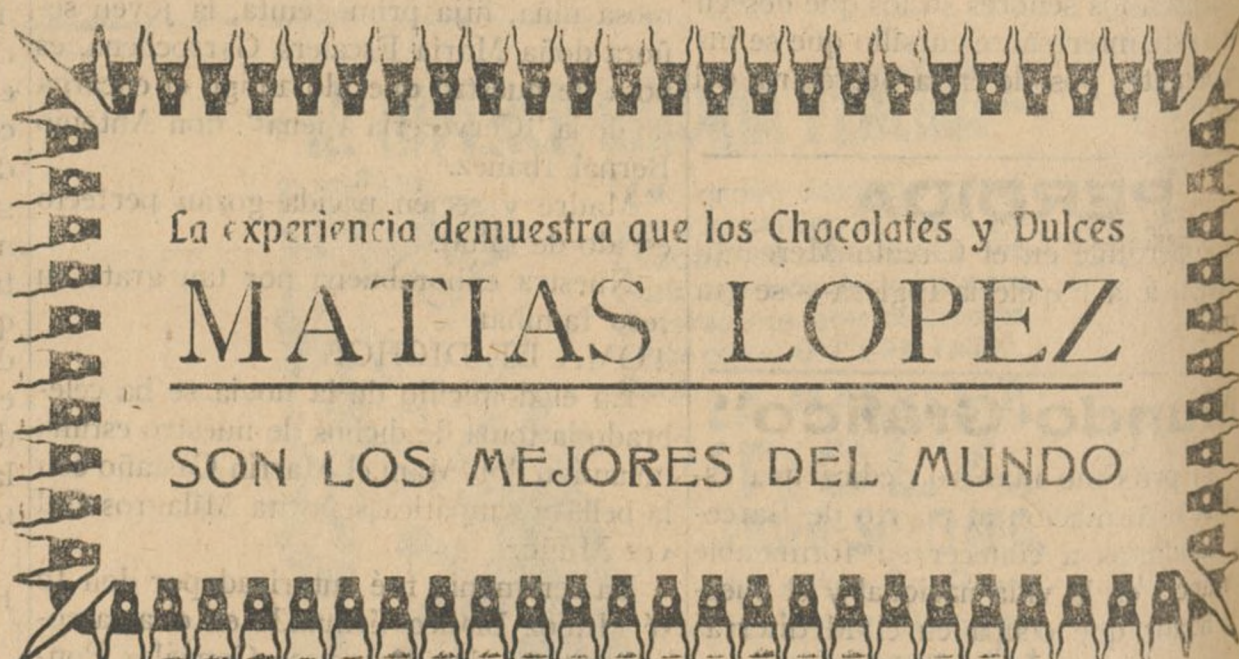 La experiencia demuestra que los Chocolates y Dulces
MATIAS LOPEZ
SON LOS MEJORES DEL MUNDO